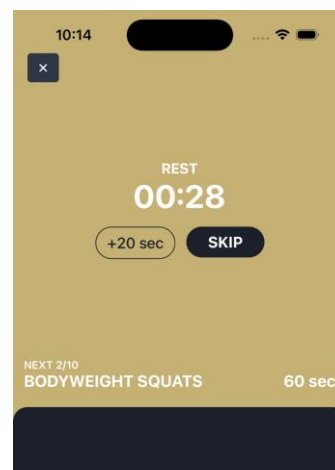 10:14
×
REST
00:28
+20 sec SKIP
NEXT 2/10
BODYWEIGHT SQUATS 60 sec